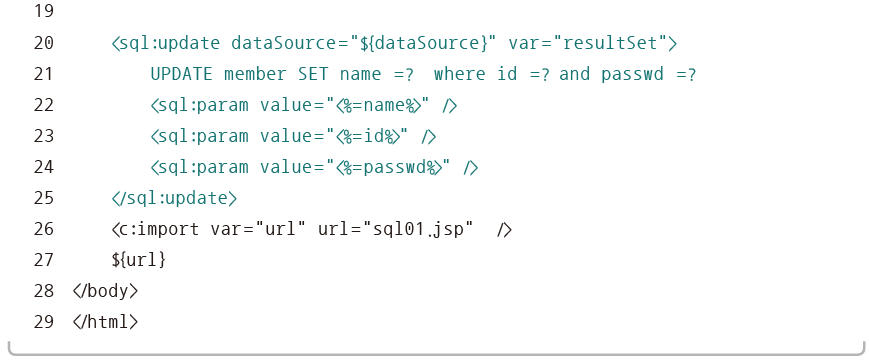 19
20 <sql:update dataSource="${dataSource}" var="resultSet">
21 UPDATE member SET name =?  where id =? and passwd =?
22 <sql:param value="<%=name%>" />
23 <sql:param value="<%=id%>" />
24 <sql:param value="<%=passwd%>" />
25 </sql:update>
26 <c:import var="url" url="sql01.jsp"  />
27 ${url}
28 </body>
29 </html>